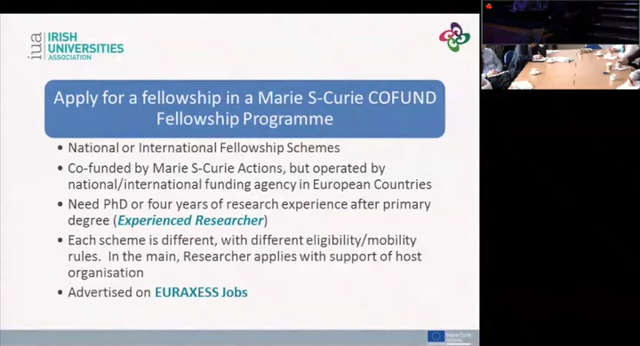 iua
IRISH
UNIVERSITIES
ASSOCIATION
Apply for a fellowship in a Marie S-Curie COFUND
Fellowship Programme
• National or International Fellowship Schemes
• Co-funded by Marie S-Curie Actions, but operated by
national/international funding agency in European Countries
• Need PhD or four years of research experience after primary
degree (Experienced Researcher)
• Each scheme is different, with different eligibility/mobility
rules. In the main, Researcher applies with support of host
organisation
• Advertised on EURAXESS Jobs
Marie Curie